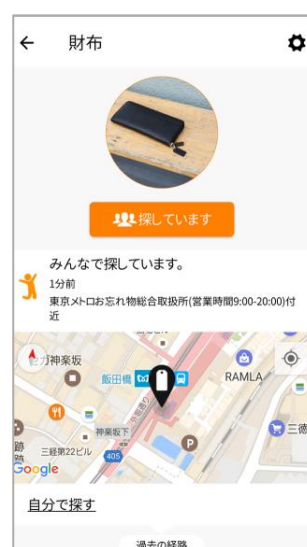 財布
探しています
みんなで探しています。
1分前
東京メトロお忘れ物総合取扱所(営業時間9:00-20:00)付
近
神楽坂
飯田橋
RAMLA
神楽坂下
三経第22ビル
405
三徳
跡
Google
自分で探す
過去の経路